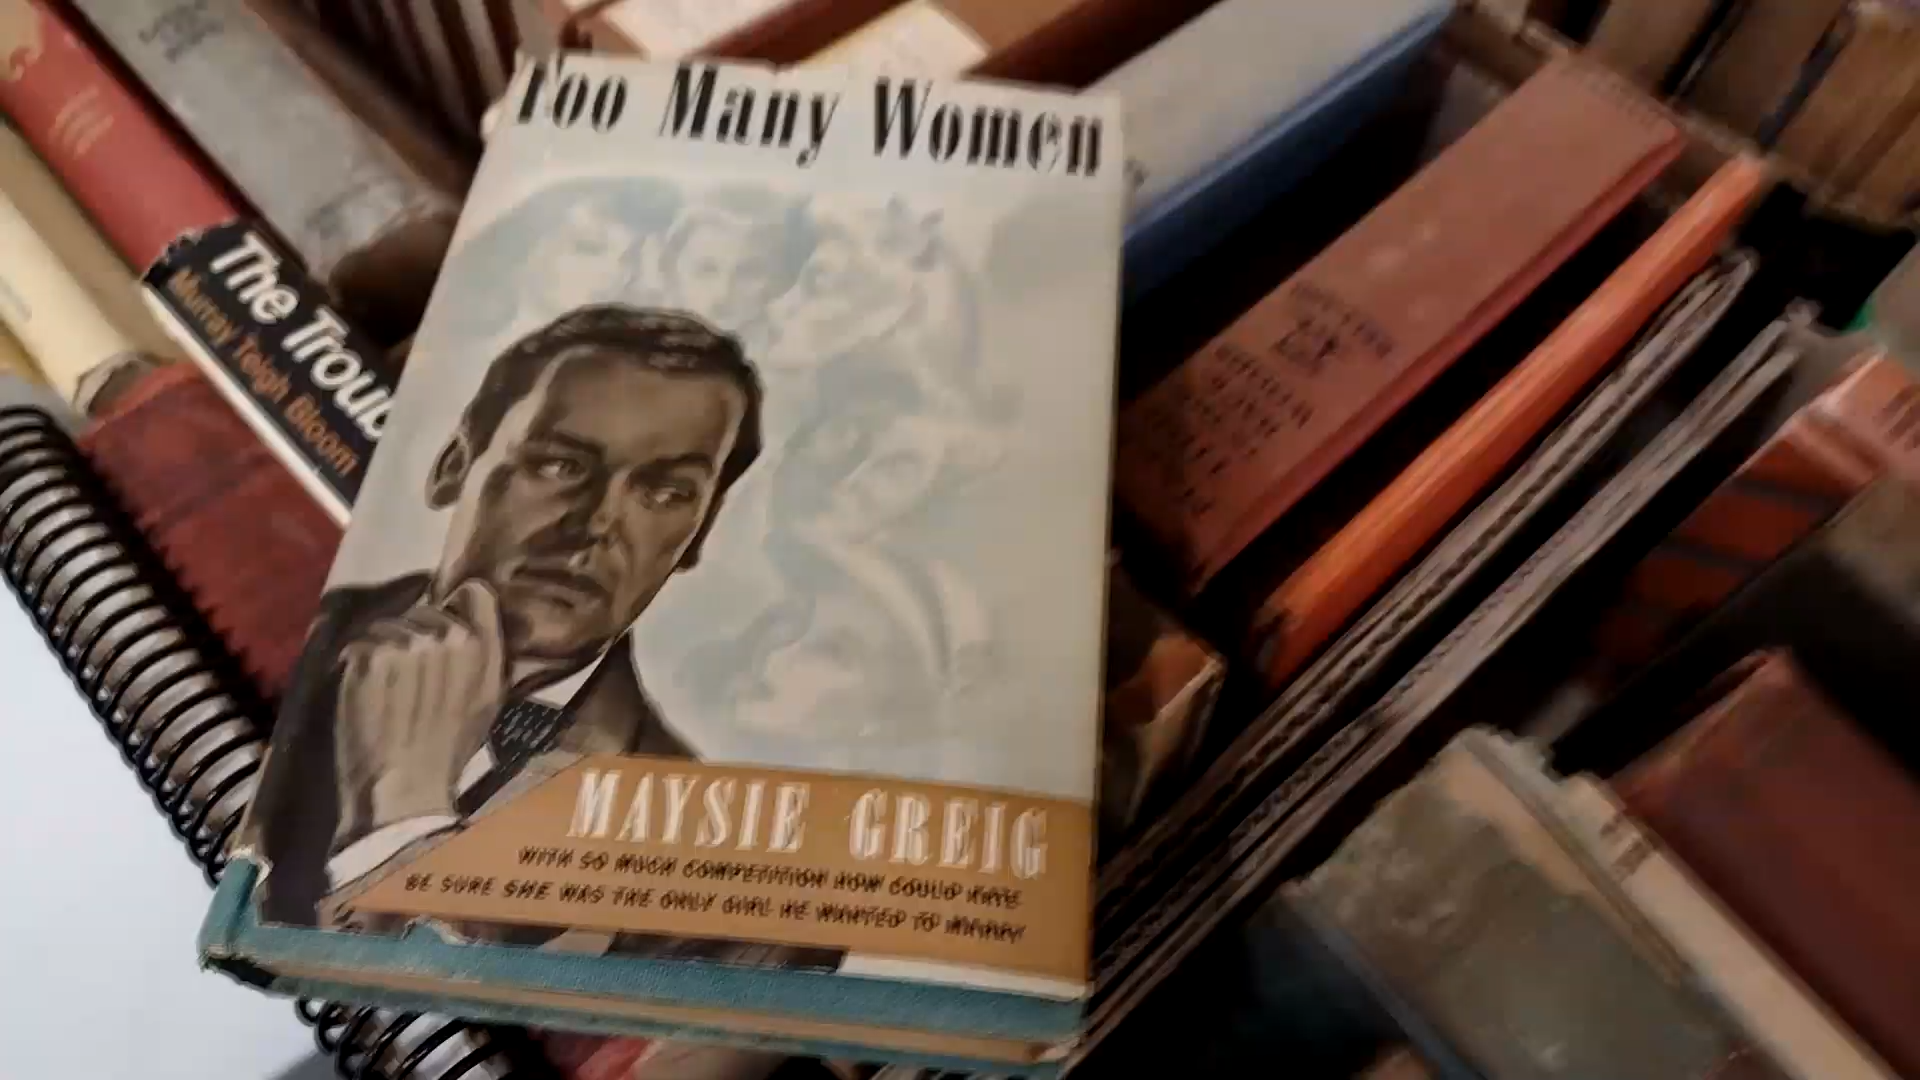 Too Many Women
The Troub
Murray Teigh Bloom
MAYSIE GREIG
WITH SO MUCH COMPETITION HOW COULD KATE
BE SURE SHE WAS THE ONLY GIRL HE WANTED TO MARRY